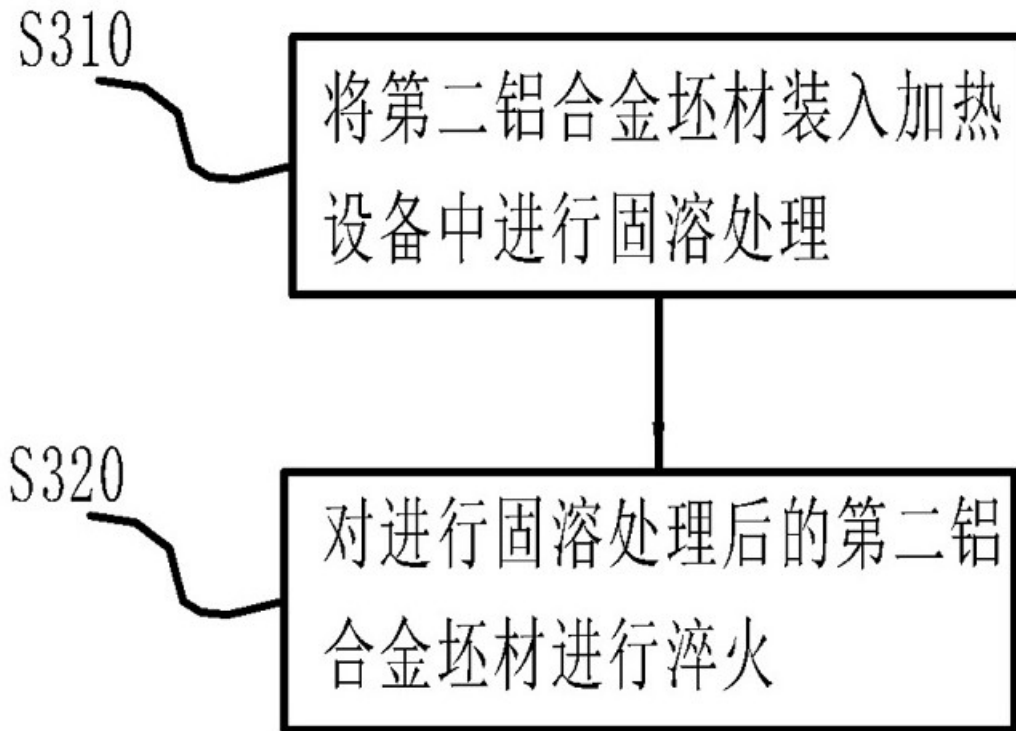 S310
将第二铝合金坯材装入加热
设备中进行固溶处理
S320
对进行固溶处理后的第二铝
合金坯材进行淬火